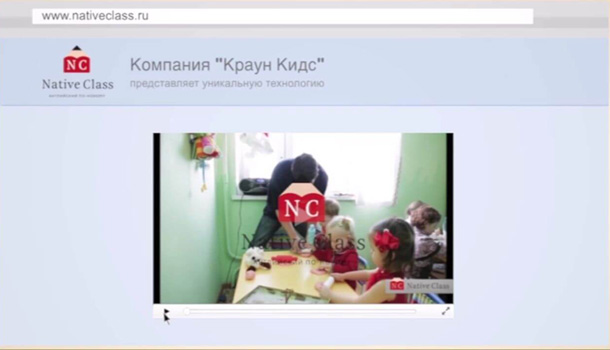 www.nativeclass.ru
NC
Native Class
Компания "Краун Кидс"
представляет уникальную технологию
NC
Native Class
NC Native Class